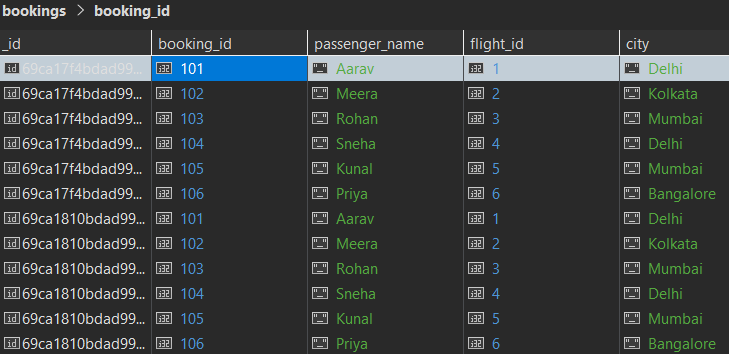 bookings > booking_id
_id booking_id passenger_name flight_id city
69ca17f4bdad99... 101 Aarav 1 Delhi
69ca17f4bdad99... 102 Meera 2 Kolkata
69ca17f4bdad99... 103 Rohan 3 Mumbai
69ca17f4bdad99... 104 Sneha 4 Delhi
69ca17f4bdad99... 105 Kunal 5 Mumbai
69ca17f4bdad99... 106 Priya 6 Bangalore
69ca1810bdad99... 101 Aarav 1 Delhi
69ca1810bdad99... 102 Meera 2 Kolkata
69ca1810bdad99... 103 Rohan 3 Mumbai
69ca1810bdad99... 104 Sneha 4 Delhi
69ca1810bdad99... 105 Kunal 5 Mumbai
69ca1810bdad99... 106 Priya 6 Bangalore